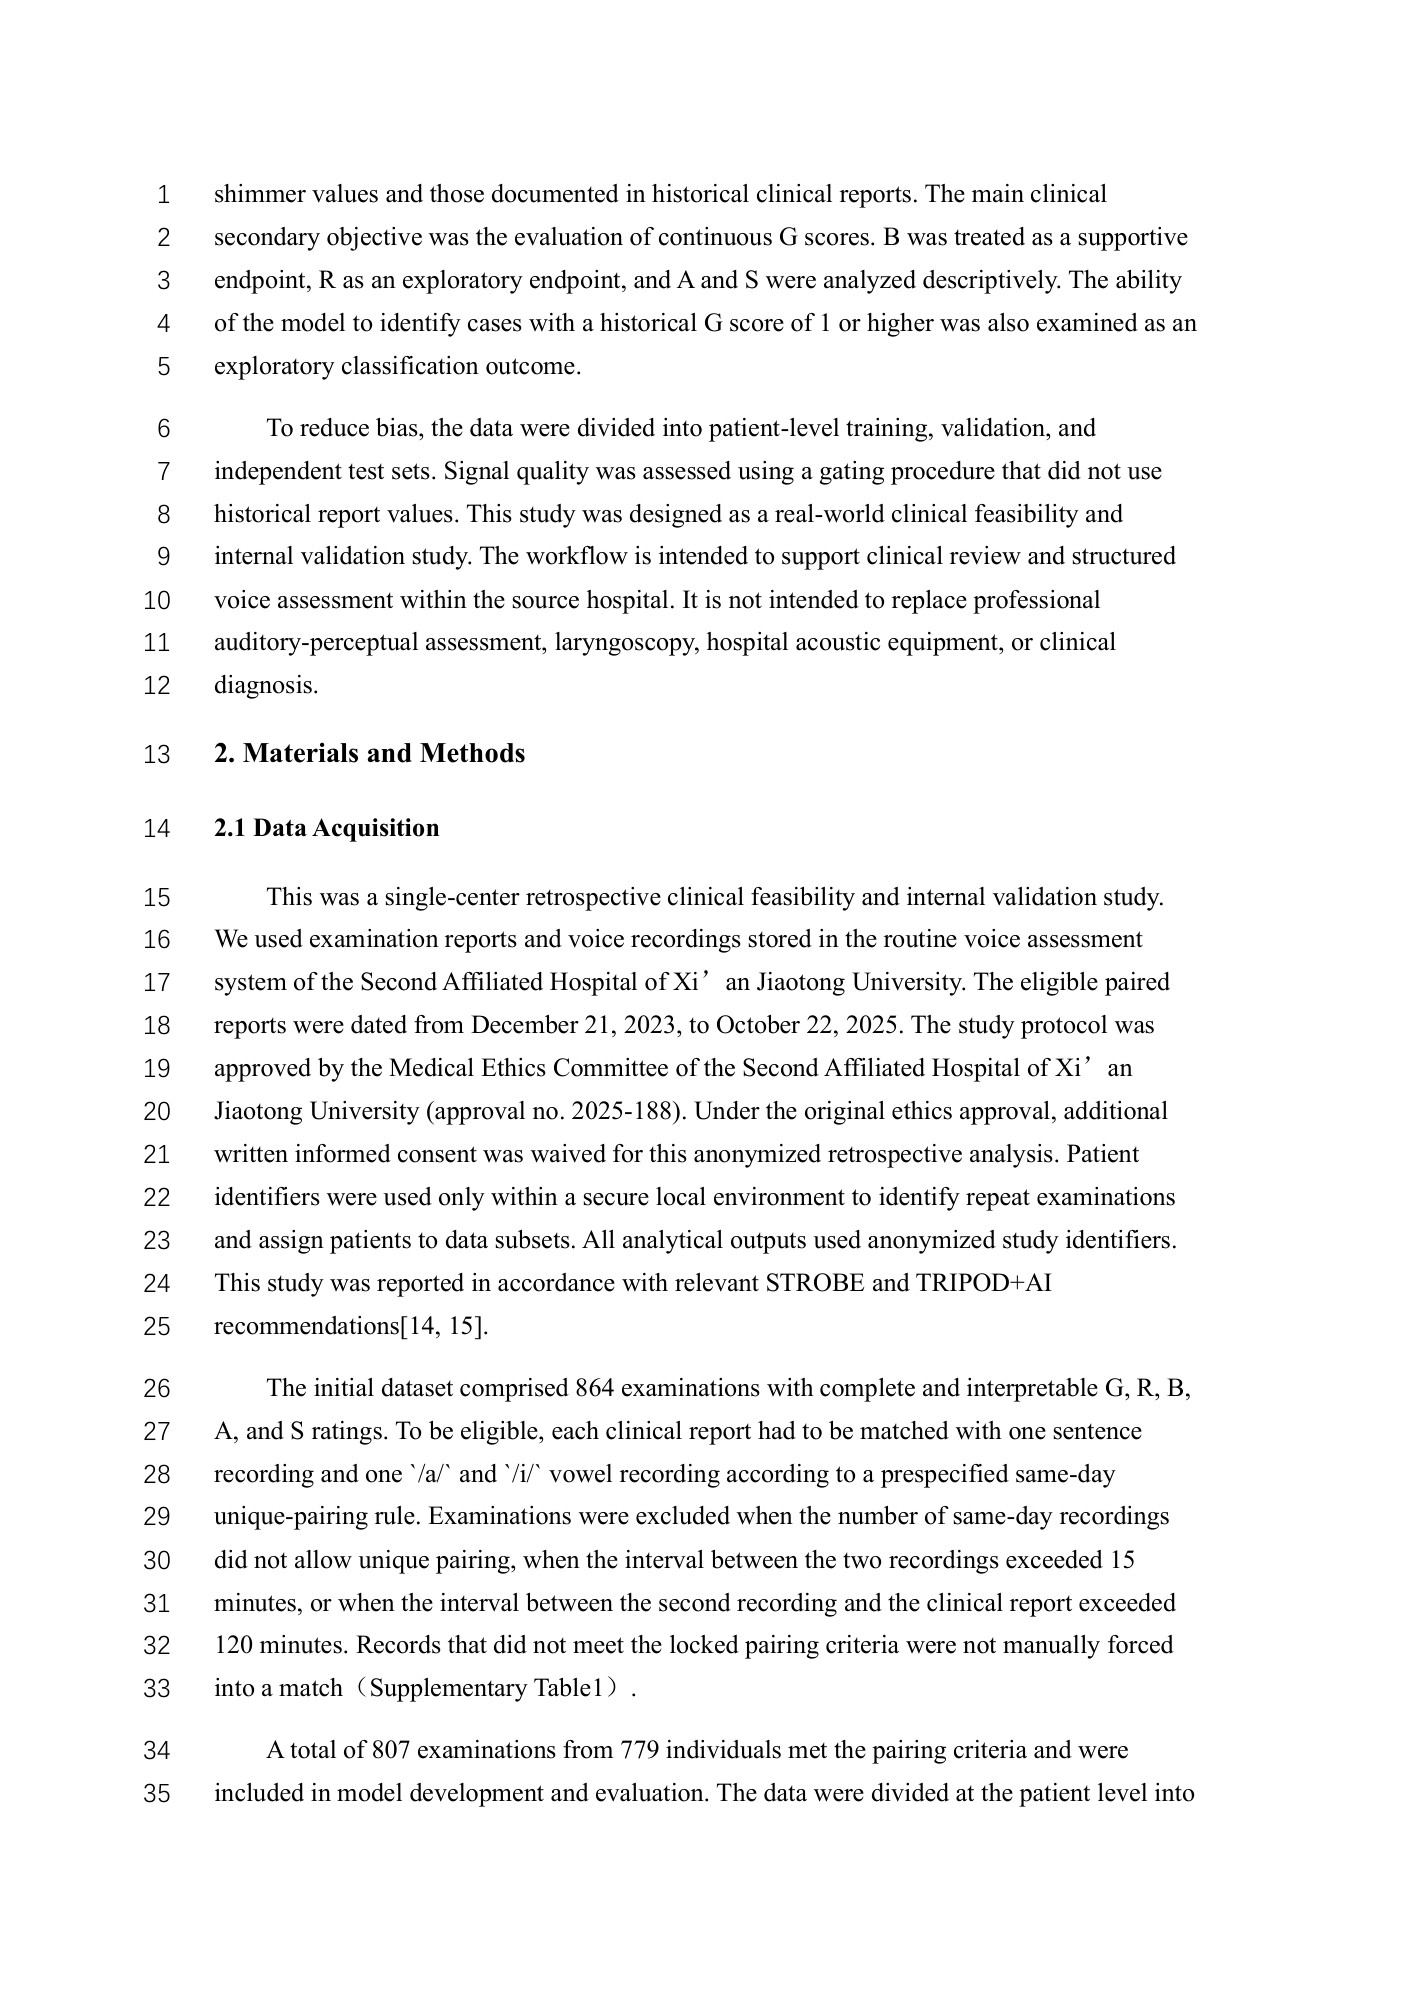 1 shimmer values and those documented in historical clinical reports. The main clinical
2 secondary objective was the evaluation of continuous G scores. B was treated as a supportive
3 endpoint, R as an exploratory endpoint, and A and S were analyzed descriptively. The ability
4 of the model to identify cases with a historical G score of 1 or higher was also examined as an
5 exploratory classification outcome.
6 To reduce bias, the data were divided into patient-level training, validation, and
7 independent test sets. Signal quality was assessed using a gating procedure that did not use
8 historical report values. This study was designed as a real-world clinical feasibility and
9 internal validation study. The workflow is intended to support clinical review and structured
10 voice assessment within the source hospital. It is not intended to replace professional
11 auditory-perceptual assessment, laryngoscopy, hospital acoustic equipment, or clinical
12 diagnosis.
13 2. Materials and Methods
14 2.1 Data Acquisition
15 This was a single-center retrospective clinical feasibility and internal validation study.
16 We used examination reports and voice recordings stored in the routine voice assessment
17 system of the Second Affiliated Hospital of Xi’an Jiaotong University. The eligible paired
18 reports were dated from December 21, 2023, to October 22, 2025. The study protocol was
19 approved by the Medical Ethics Committee of the Second Affiliated Hospital of Xi’an
20 Jiaotong University (approval no. 2025-188). Under the original ethics approval, additional
21 written informed consent was waived for this anonymized retrospective analysis. Patient
22 identifiers were used only within a secure local environment to identify repeat examinations
23 and assign patients to data subsets. All analytical outputs used anonymized study identifiers.
24 This study was reported in accordance with relevant STROBE and TRIPOD+AI
25 recommendations[14, 15].
26 The initial dataset comprised 864 examinations with complete and interpretable G, R, B,
27 A, and S ratings. To be eligible, each clinical report had to be matched with one sentence
28 recording and one `/a/` and `/i/` vowel recording according to a prespecified same-day
29 unique-pairing rule. Examinations were excluded when the number of same-day recordings
30 did not allow unique pairing, when the interval between the two recordings exceeded 15
31 minutes, or when the interval between the second recording and the clinical report exceeded
32 120 minutes. Records that did not meet the locked pairing criteria were not manually forced
33 into a match（Supplementary Table1）.
34 A total of 807 examinations from 779 individuals met the pairing criteria and were
35 included in model development and evaluation. The data were divided at the patient level into